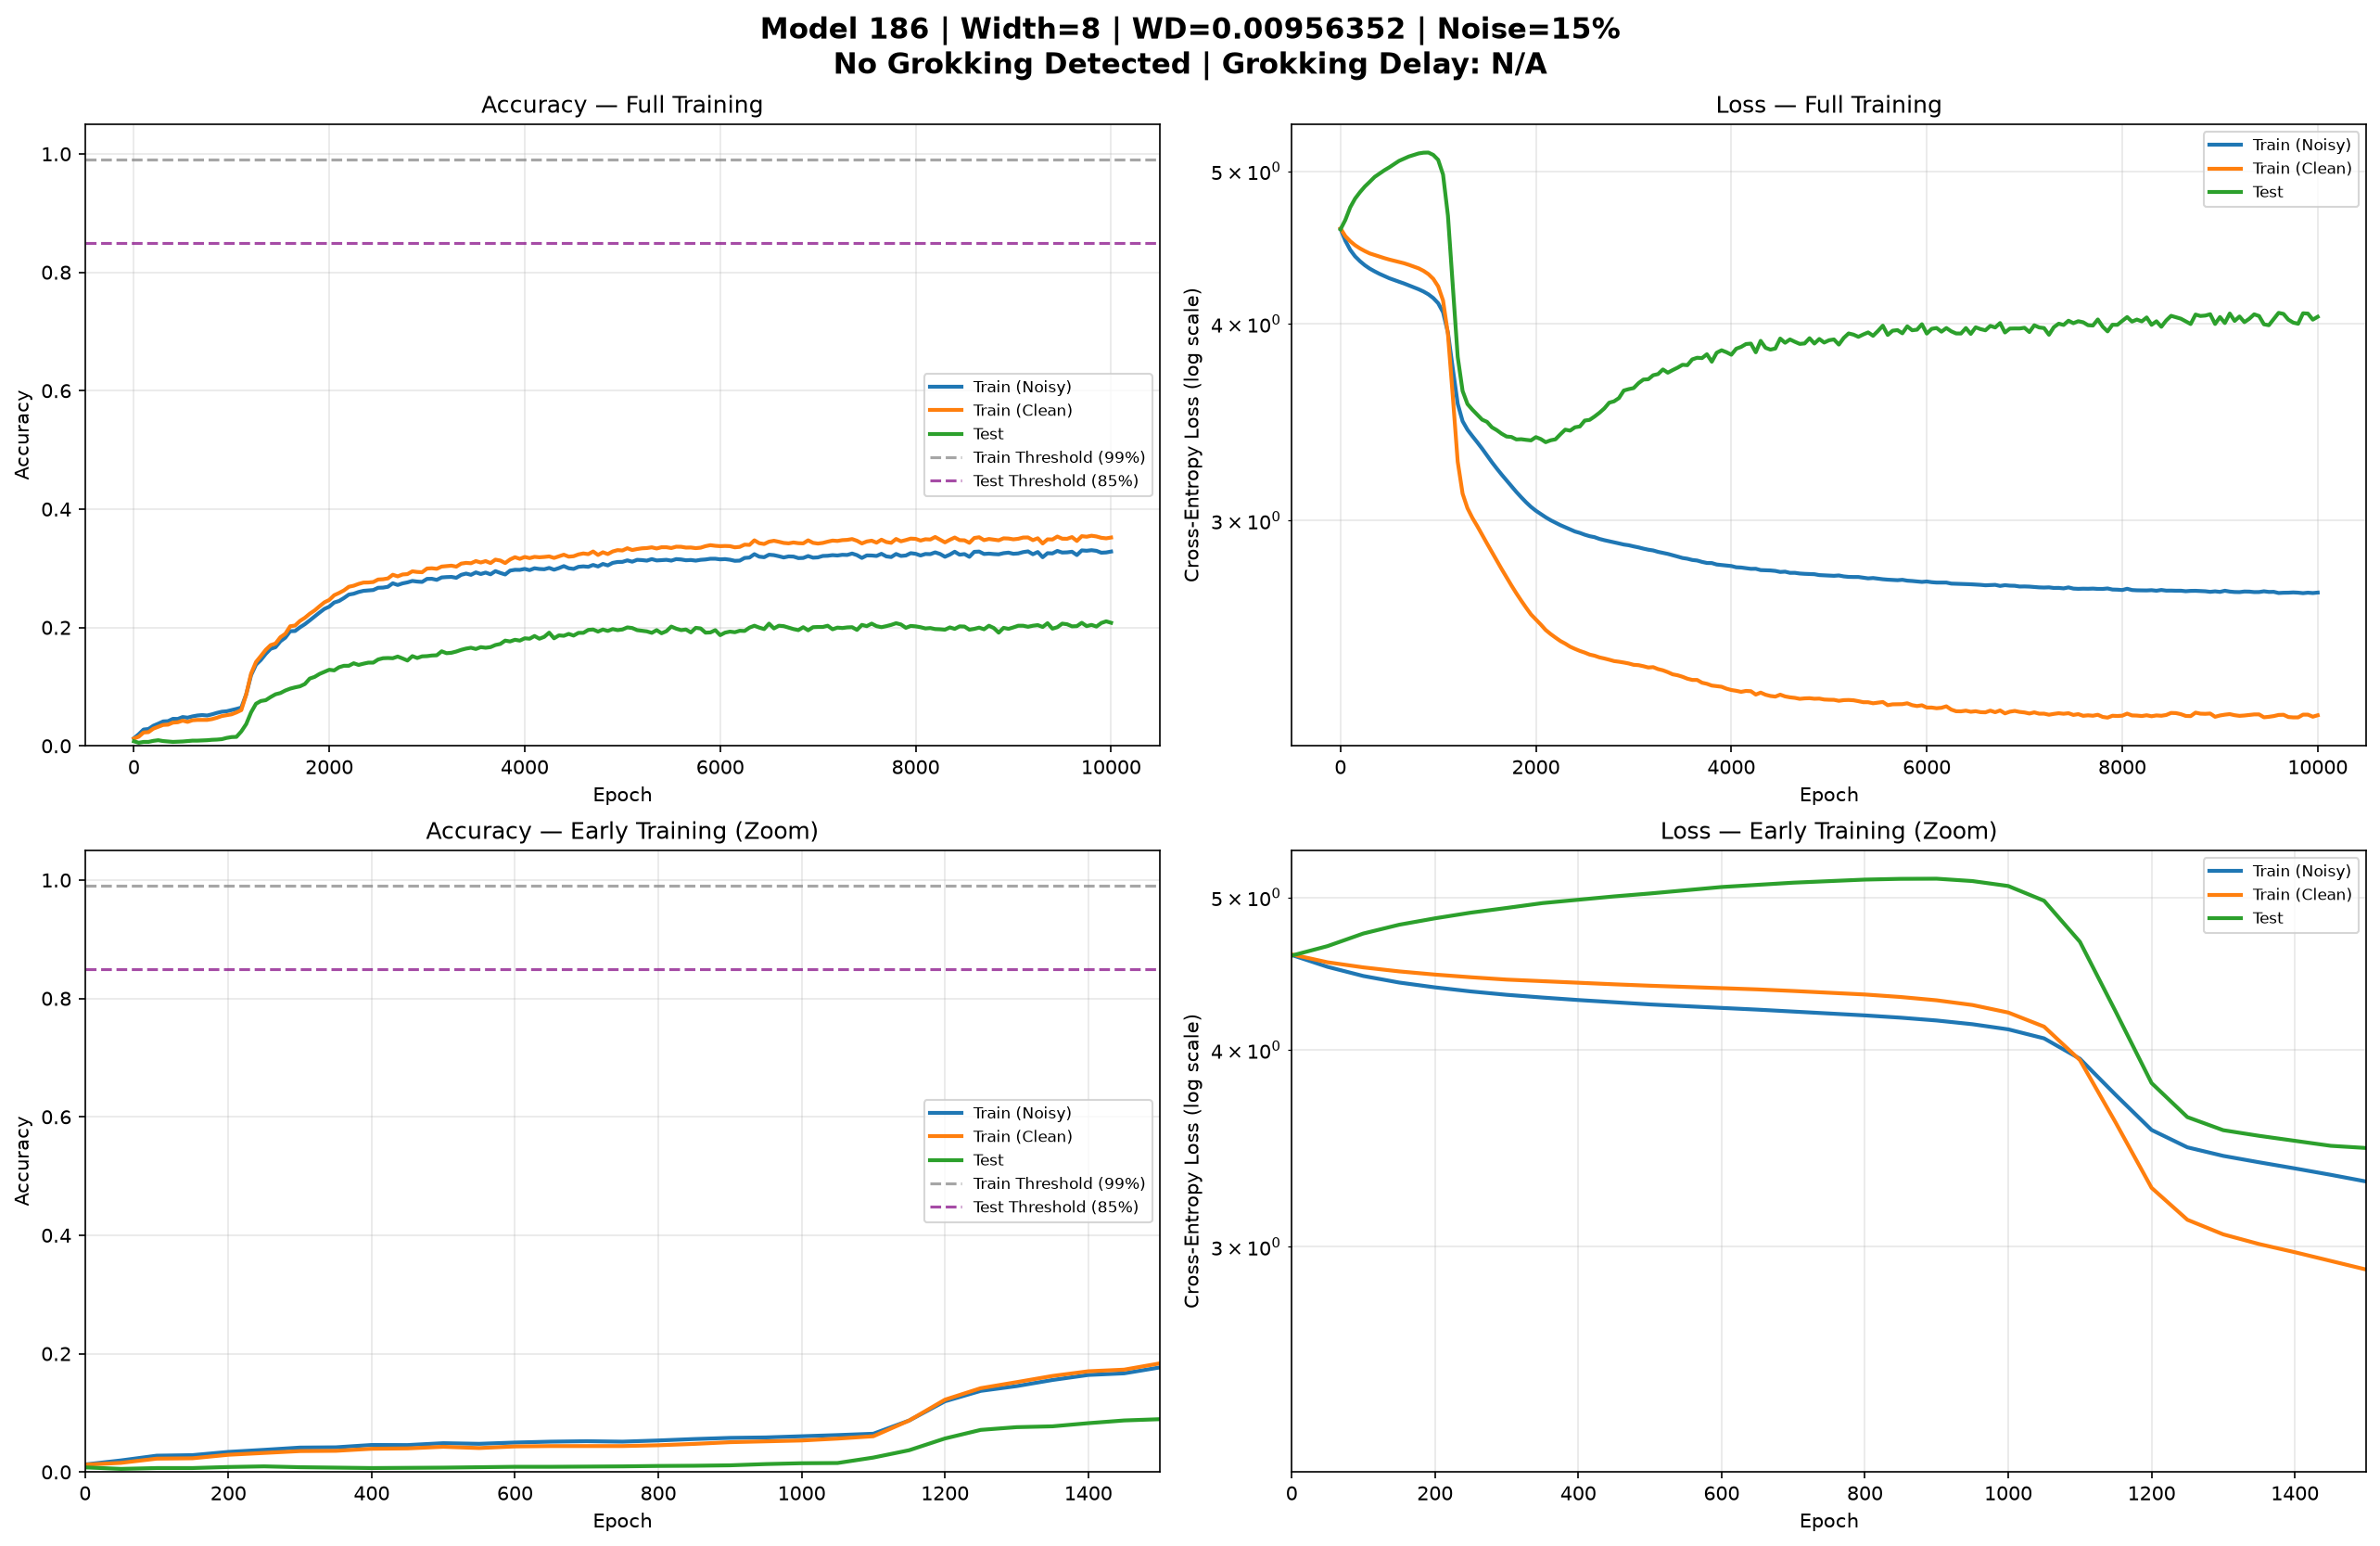 Model 186 | Width=8 | WD=0.00956352 | Noise=15%
No Grokking Detected | Grokking Delay: N/A
Accuracy — Full Training
1.0
0.8
0.6
0.4
0.2
0.0
Accuracy
0 2000 4000 6000 8000 10000
Epoch
Train (Noisy)
Train (Clean)
Test
Train Threshold (99%)
Test Threshold (85%)
Loss — Full Training
5 × 10⁰
4 × 10⁰
3 × 10⁰
Cross-Entropy Loss (log scale)
0 2000 4000 6000 8000 10000
Epoch
Train (Noisy)
Train (Clean)
Test
Accuracy — Early Training (Zoom)
1.0
0.8
0.6
0.4
0.2
0.0
Accuracy
0 200 400 600 800 1000 1200 1400
Epoch
Train (Noisy)
Train (Clean)
Test
Train Threshold (99%)
Test Threshold (85%)
Loss — Early Training (Zoom)
5 × 10⁰
4 × 10⁰
3 × 10⁰
Cross-Entropy Loss (log scale)
0 200 400 600 800 1000 1200 1400
Epoch
Train (Noisy)
Train (Clean)
Test